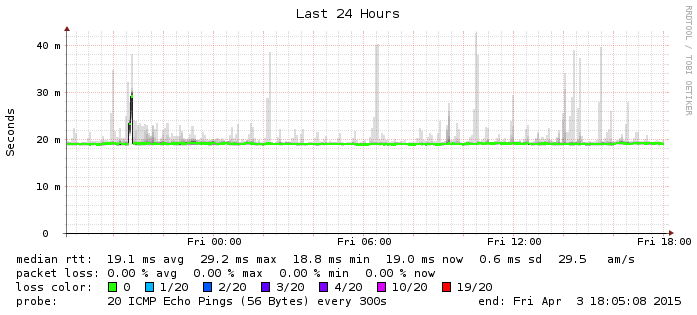 Last 24 Hours
RRDTOOL / TOBI OETIKER
Seconds
40 m
30 m
20 m
10 m
0
Fri 00:00 Fri 06:00 Fri 12:00 Fri 18:00
median rtt: 19.1 ms avg 29.2 ms max 18.8 ms min 19.0 ms now 0.6 ms sd 29.5 am/s
packet loss: 0.00 % avg 0.00 % max 0.00 % min 0.00 % now
loss color: 0 1/20 2/20 3/20 4/20 10/20 19/20
probe: 20 ICMP Echo Pings (56 Bytes) every 300s end: Fri Apr 3 18:05:08 2015